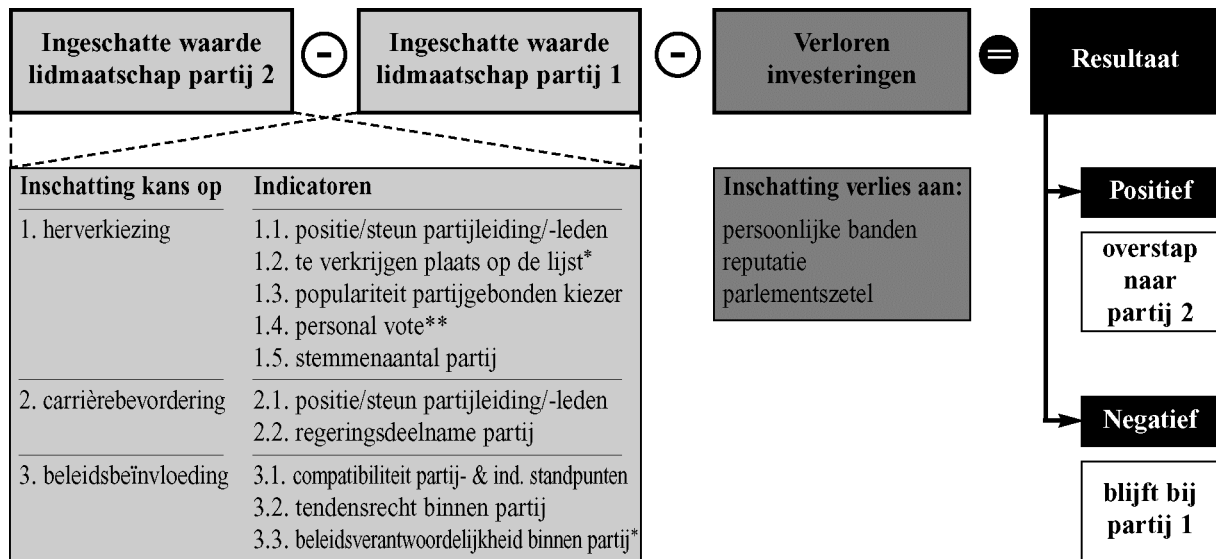 Ingeschatte waarde
lidmaatschap partij 2
-
Ingeschatte waarde
lidmaatschap partij 1
-
Verloren
investeringen
=
Resultaat
Inschatting kans op
Indicatoren
1. herverkiezing
1.1. positie/steun partijleiding/-leden
1.2. te verkrijgen plaats op de lijst*
1.3. populariteit partijgebonden kiezer
1.4. personal vote**
1.5. stemmenaantal partij
2. carrièrebevordering
2.1. positie/steun partijleiding/-leden
2.2. regeringsdeelname partij
3. beleidsbeïnvloeding
3.1. compatibiliteit partij- & ind. standpunten
3.2. tendensrecht binnen partij
3.3. beleidsverantwoordelijkheid binnen partij*
Inschatting verlies aan:
persoonlijke banden
reputatie
parlementszetel
Positief
overstap
naar
partij 2
Negatief
blijft bij
partij 1